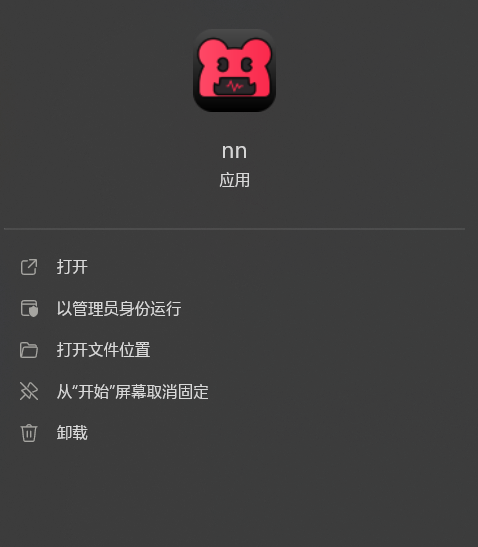 nn
应用
打开
以管理员身份运行
打开文件位置
从“开始”屏幕取消固定
卸载